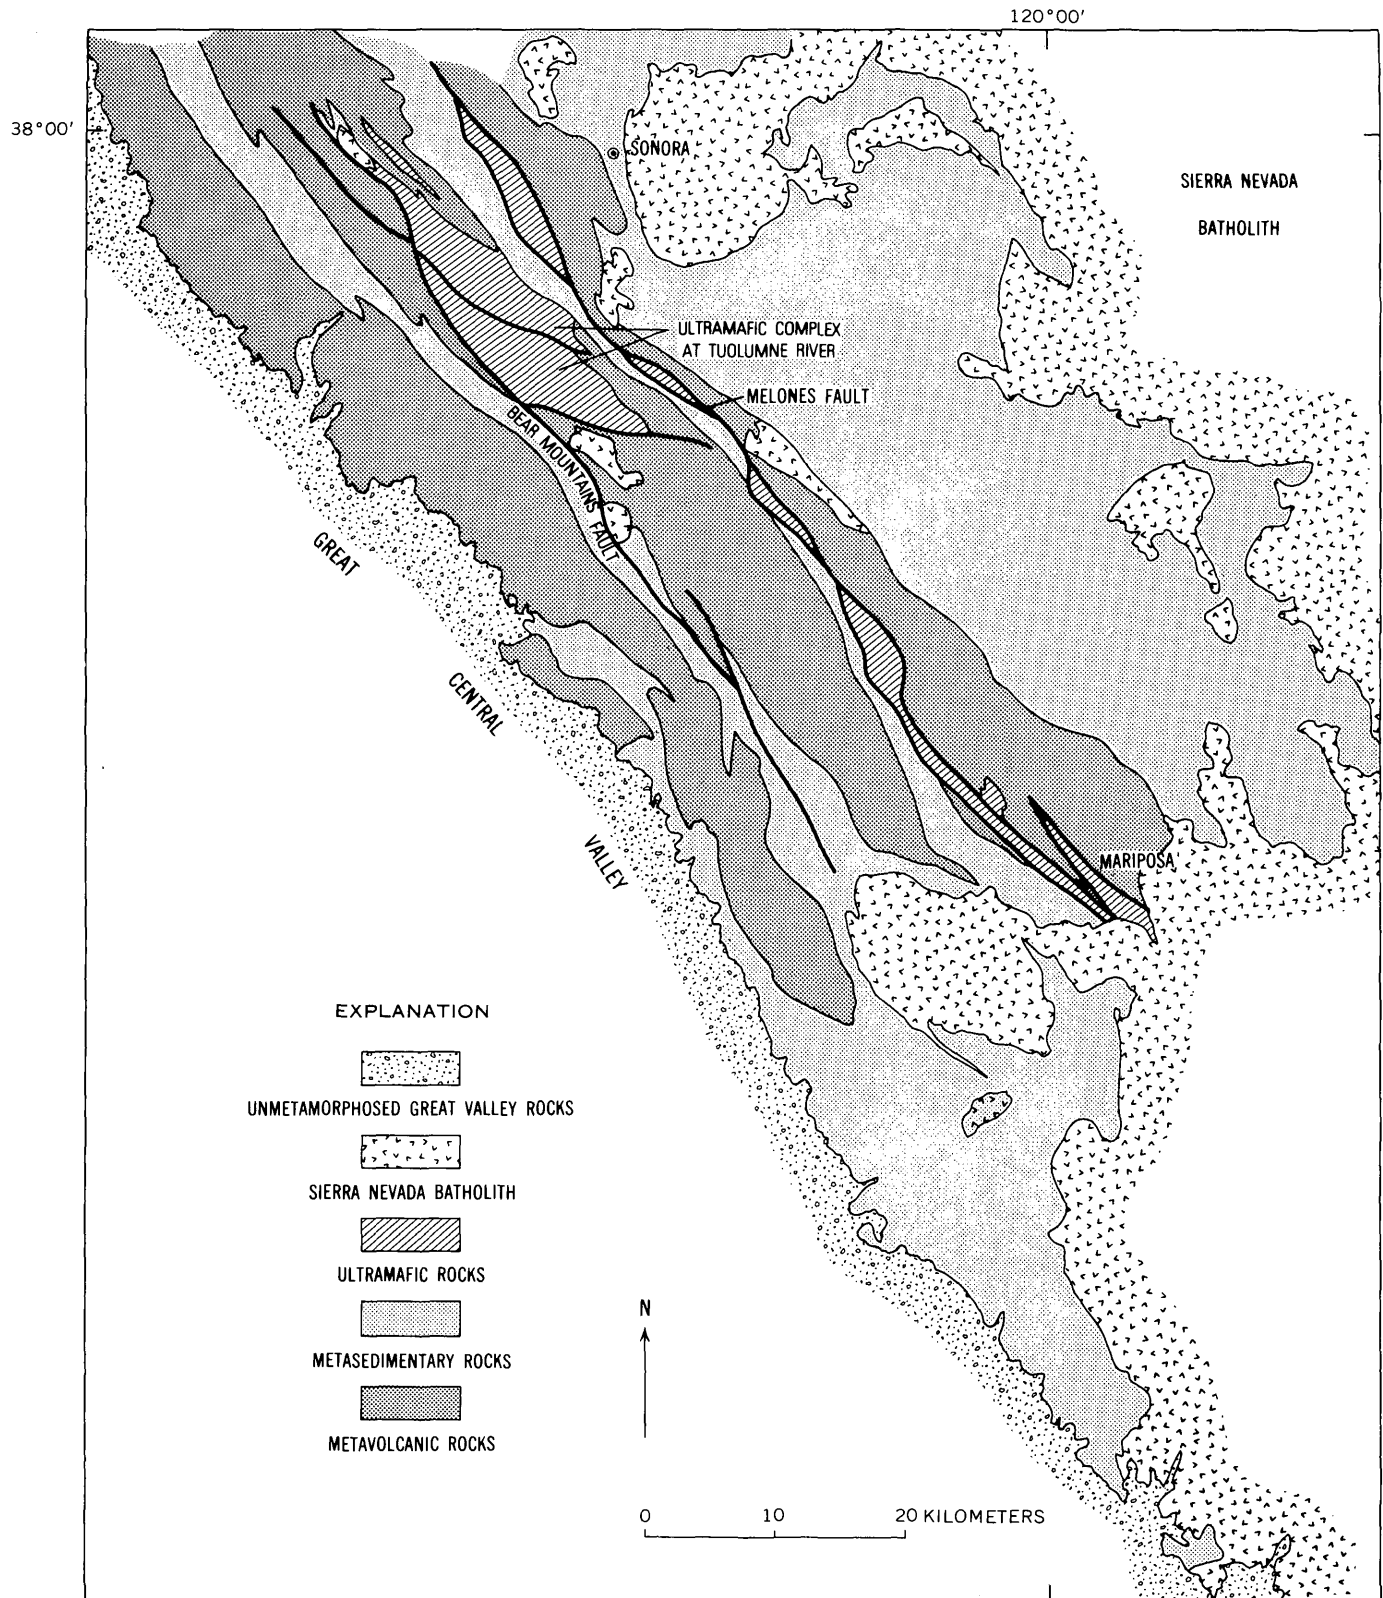 120°00′
38°00′
SONORA
SIERRA NEVADA
BATHOLITH
ULTRAMAFIC COMPLEX
AT TUOLUMNE RIVER
MELONES FAULT
BEAR MOUNTAINS FAULT
GREAT
CENTRAL
VALLEY
MARIPOSA
EXPLANATION
UNMETAMORPHOSED GREAT VALLEY ROCKS
SIERRA NEVADA BATHOLITH
ULTRAMAFIC ROCKS
METASEDIMENTARY ROCKS
METAVOLCANIC ROCKS
N
0 10 20 KILOMETERS